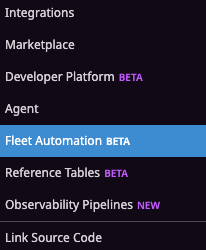 Integrations
Marketplace
Developer Platform BETA
Agent
Fleet Automation BETA
Reference Tables BETA
Observability Pipelines NEW
Link Source Code